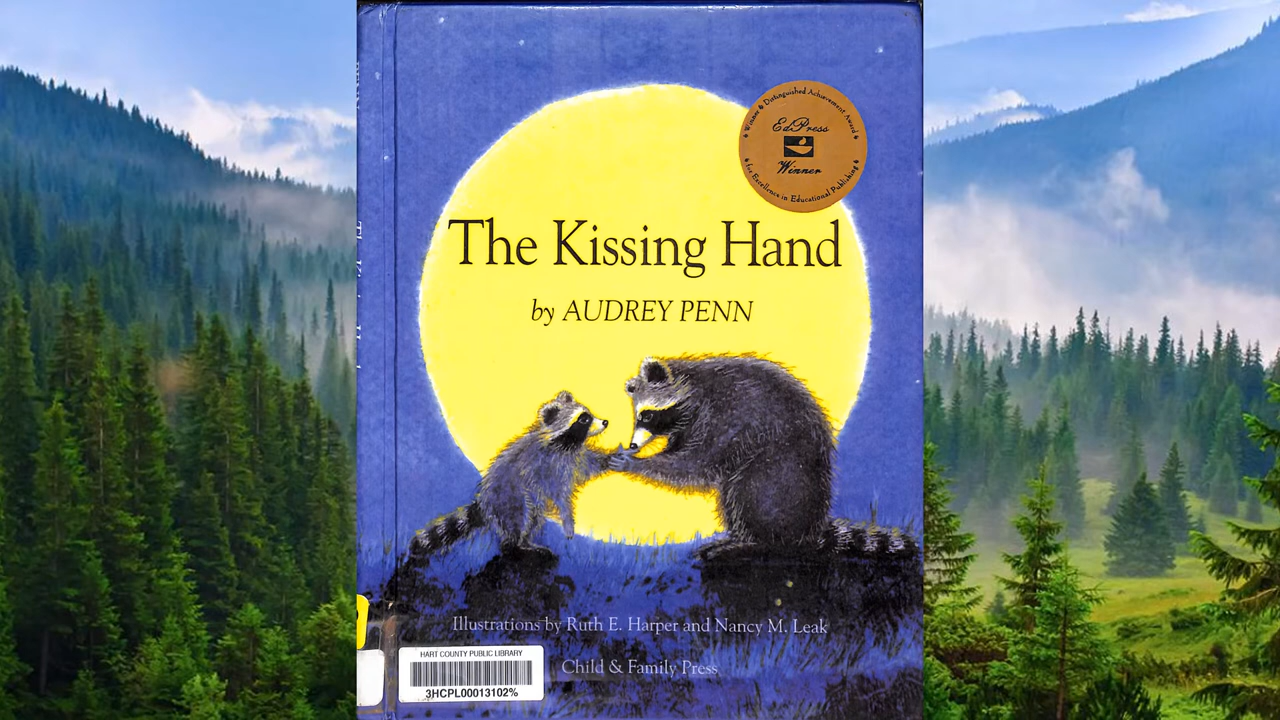 Winner Distinguished Achievement Award
EdPress
Winner
for Excellence in Educational Publishing
The Kissing Hand
by AUDREY PENN
Illustrations by Ruth E. Harper and Nancy M. Leak
Child & Family Press
HART COUNTY PUBLIC LIBRARY
3HCPL00013102%